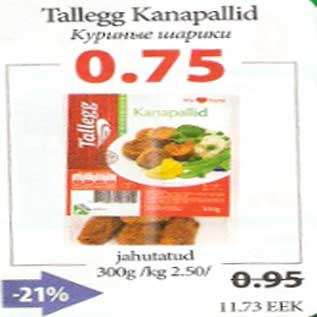 Tallegg Kanapallid
Куриные шарики
0.75
Tallegg
Kanapallid
jahutatud
300g /kg 2.50/
0.95
-21%
11.73 EEK